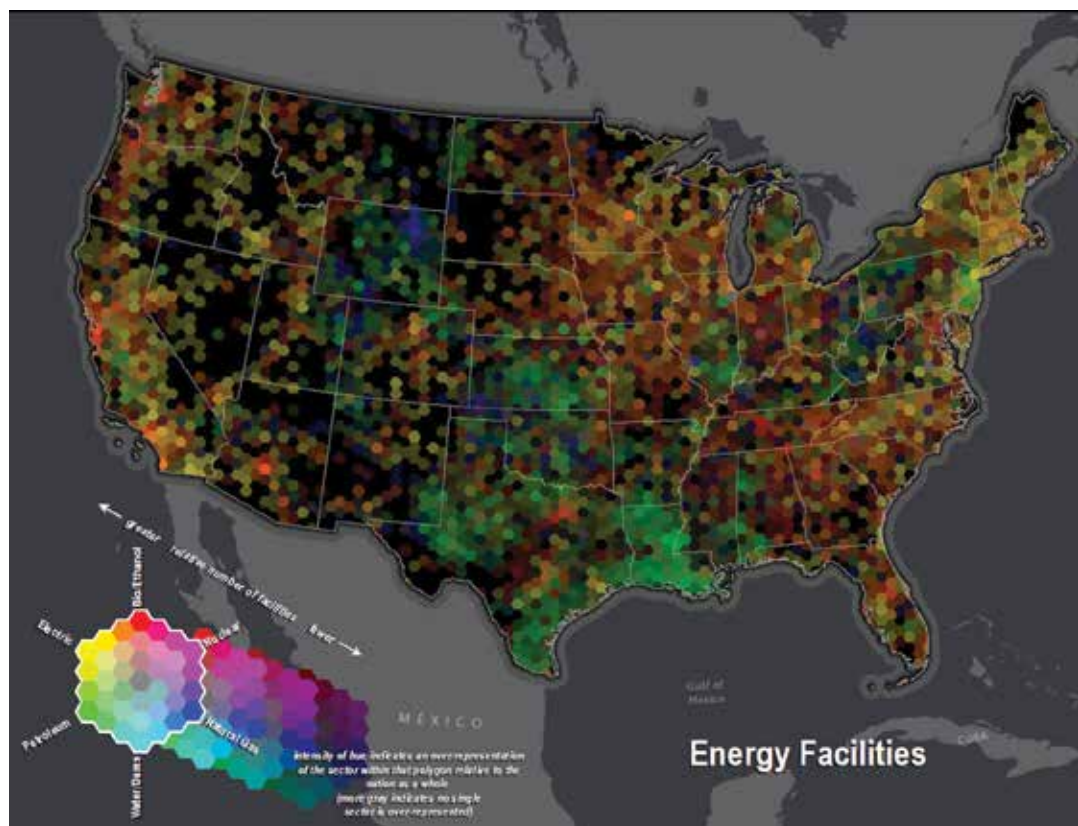 greater relative number of facilities fewer
Bio/Ethanol
Electric
Nuclear
Petroleum
Natural Gas
Water Dams
intensity of hue indicates an over-representation
of the sector within that polygon relative to the
nation as a whole
(more gray indicates no single
sector is over-represented)
MÉXICO
Gulf of
Mexico
Cuba
Energy Facilities